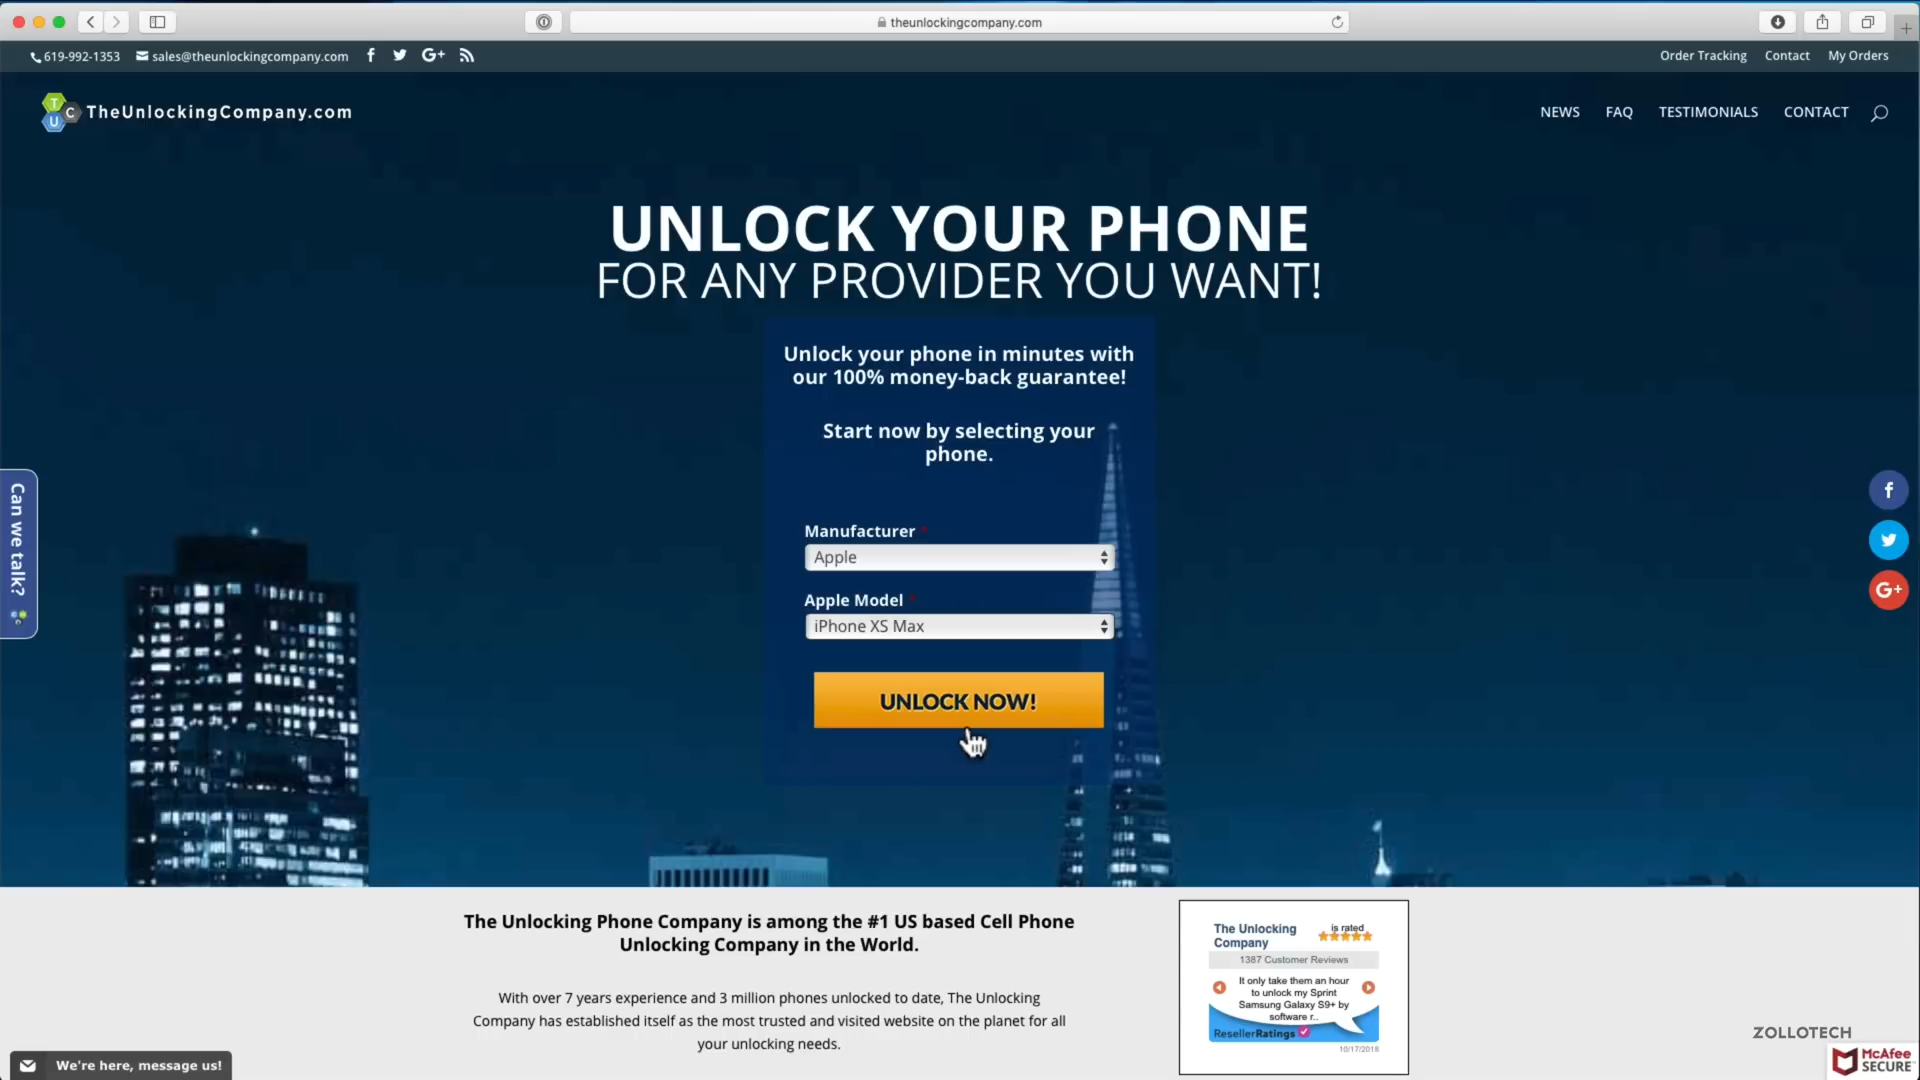 theunlockingcompany.com
619-992-1353 sales@theunlockingcompany.com G+ Order Tracking Contact My Orders
T C U TheUnlockingCompany.com NEWS FAQ TESTIMONIALS CONTACT
UNLOCK YOUR PHONE
FOR ANY PROVIDER YOU WANT!
Unlock your phone in minutes with
our 100% money-back guarantee!
Start now by selecting your
phone.
Can we talk?
Manufacturer *
Apple
Apple Model *
iPhone XS Max
G+
UNLOCK NOW!
The Unlocking Phone Company is among the #1 US based Cell Phone
Unlocking Company in the World.
With over 7 years experience and 3 million phones unlocked to date, The Unlocking
Company has established itself as the most trusted and visited website on the planet for all
your unlocking needs.
The Unlocking
Company
is rated
1387 Customer Reviews
It only take them an hour
to unlock my Sprint
Samsung Galaxy S9+ by
software r..
ResellerRatings
10/17/2018
ZOLLOTECH
We're here, message us!
McAfee
SECURE